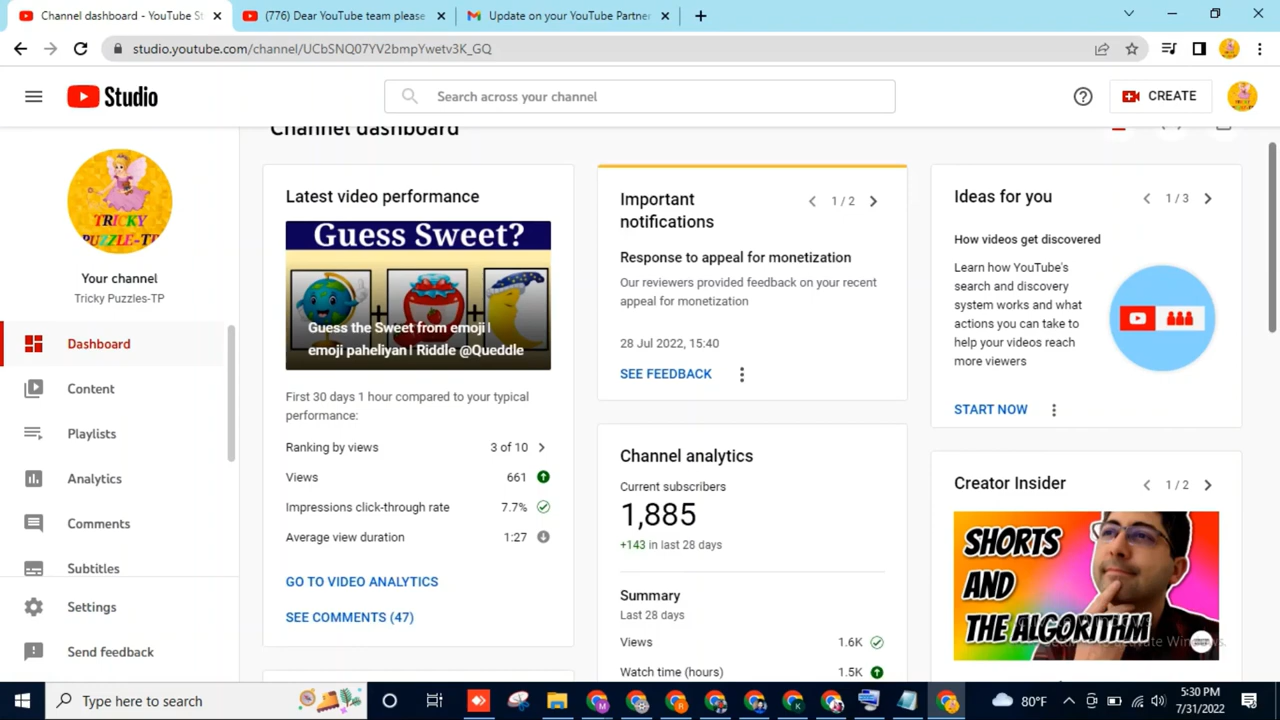 Channel dashboard - YouTube St
(776) Dear YouTube team please
Update on your YouTube Partner
studio.youtube.com/channel/UCbSNQ07YV2bmpYwetv3K_GQ
Studio
Search across your channel
CREATE
Channel dashboard
TRICKY
PUZZLE-TP
Your channel
Tricky Puzzles-TP
Dashboard
Content
Playlists
Analytics
Comments
Subtitles
Settings
Send feedback
Latest video performance
Guess Sweet?
Guess the Sweet from emoji |
emoji paheliyan | Riddle @Queddle
First 30 days 1 hour compared to your typical
performance:
Ranking by views 3 of 10
Views 661
Impressions click-through rate 7.7%
Average view duration 1:27
GO TO VIDEO ANALYTICS
SEE COMMENTS (47)
Important
notifications
1 / 2
Response to appeal for monetization
Our reviewers provided feedback on your recent
appeal for monetization
28 Jul 2022, 15:40
SEE FEEDBACK
Channel analytics
Current subscribers
1,885
+143 in last 28 days
Summary
Last 28 days
Views 1.6K
Watch time (hours) 1.5K
Ideas for you
1 / 3
How videos get discovered
Learn how YouTube's
search and discovery
system works and what
actions you can take to
help your videos reach
more viewers
START NOW
Creator Insider
1 / 2
SHORTS
AND
THE ALGORITHM
Type here to search
80°F
5:30 PM
7/31/2022